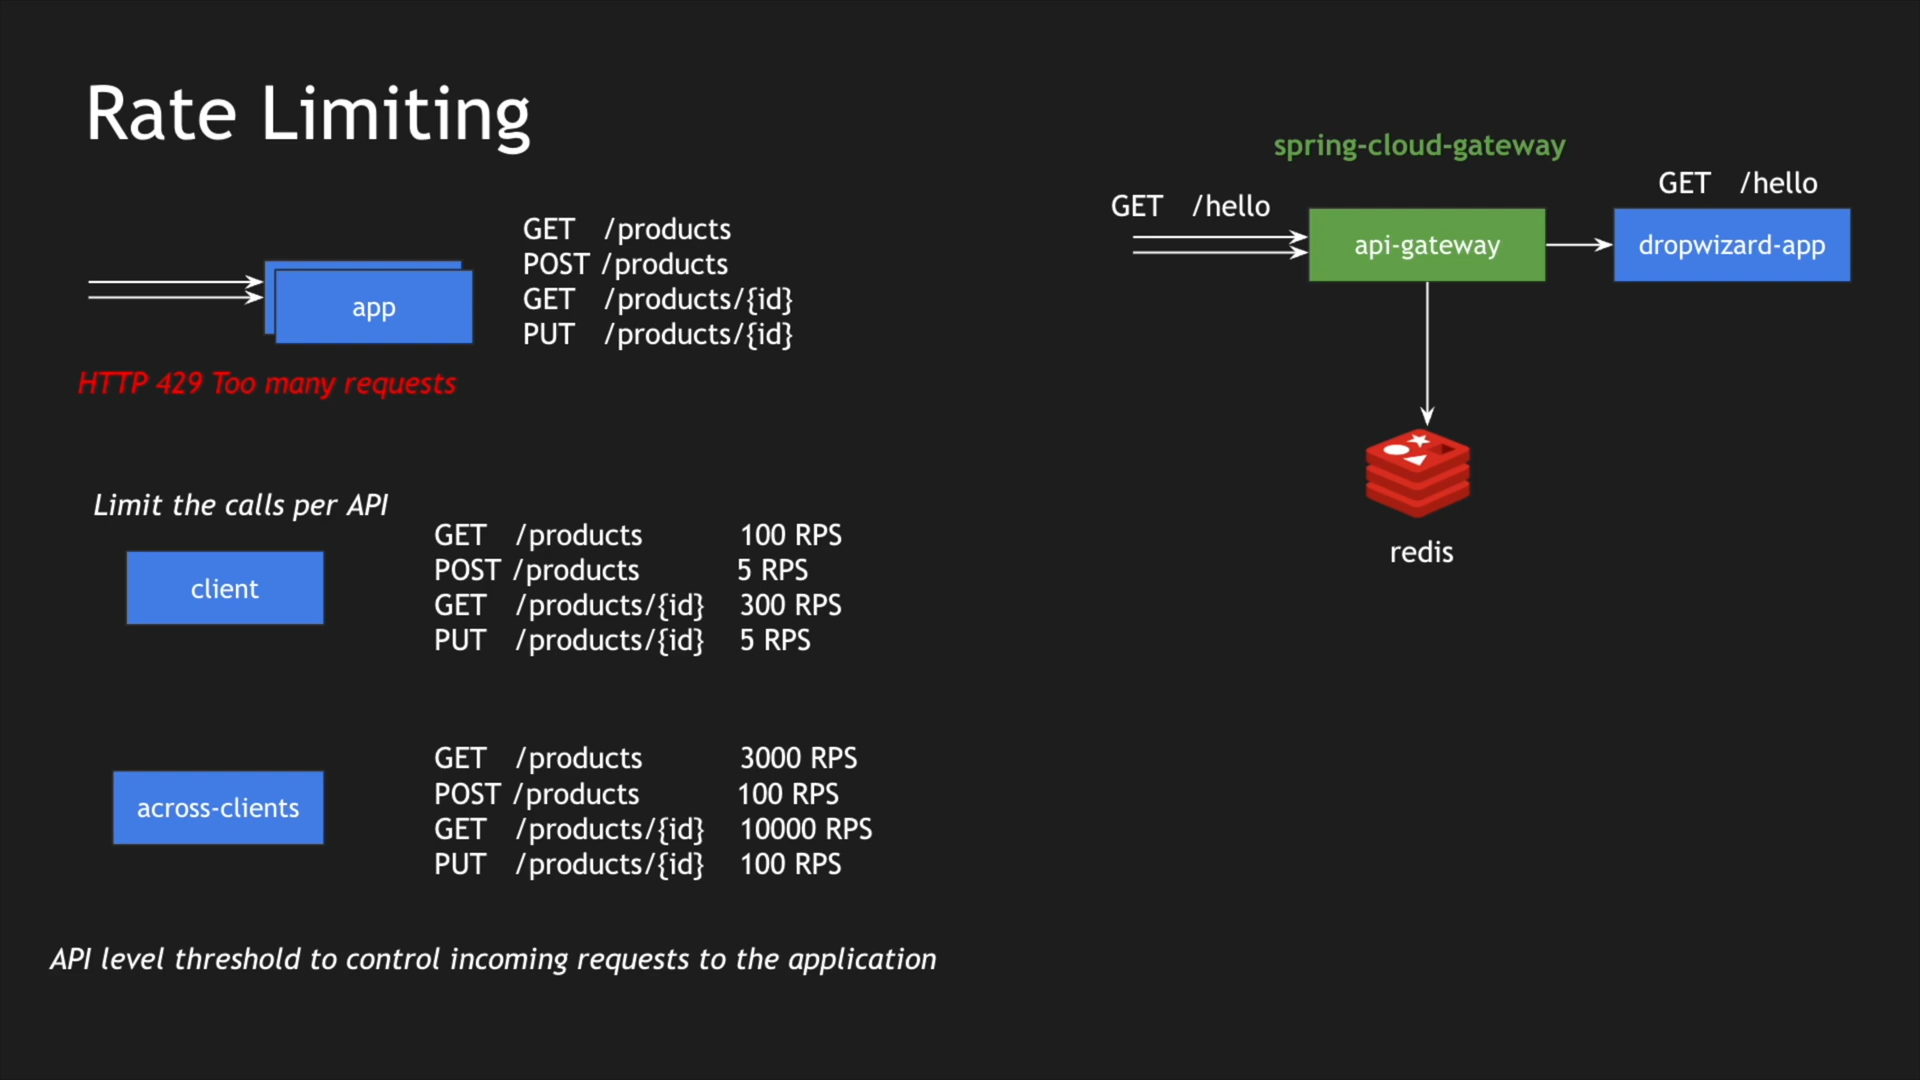 Rate Limiting
GET /products
POST /products
GET /products/{id}
PUT /products/{id}
app
HTTP 429 Too many requests
Limit the calls per API
client
GET /products 100 RPS
POST /products 5 RPS
GET /products/{id} 300 RPS
PUT /products/{id} 5 RPS
across-clients
GET /products 3000 RPS
POST /products 100 RPS
GET /products/{id} 10000 RPS
PUT /products/{id} 100 RPS
API level threshold to control incoming requests to the application
spring-cloud-gateway
GET /hello
api-gateway
GET /hello
dropwizard-app
redis